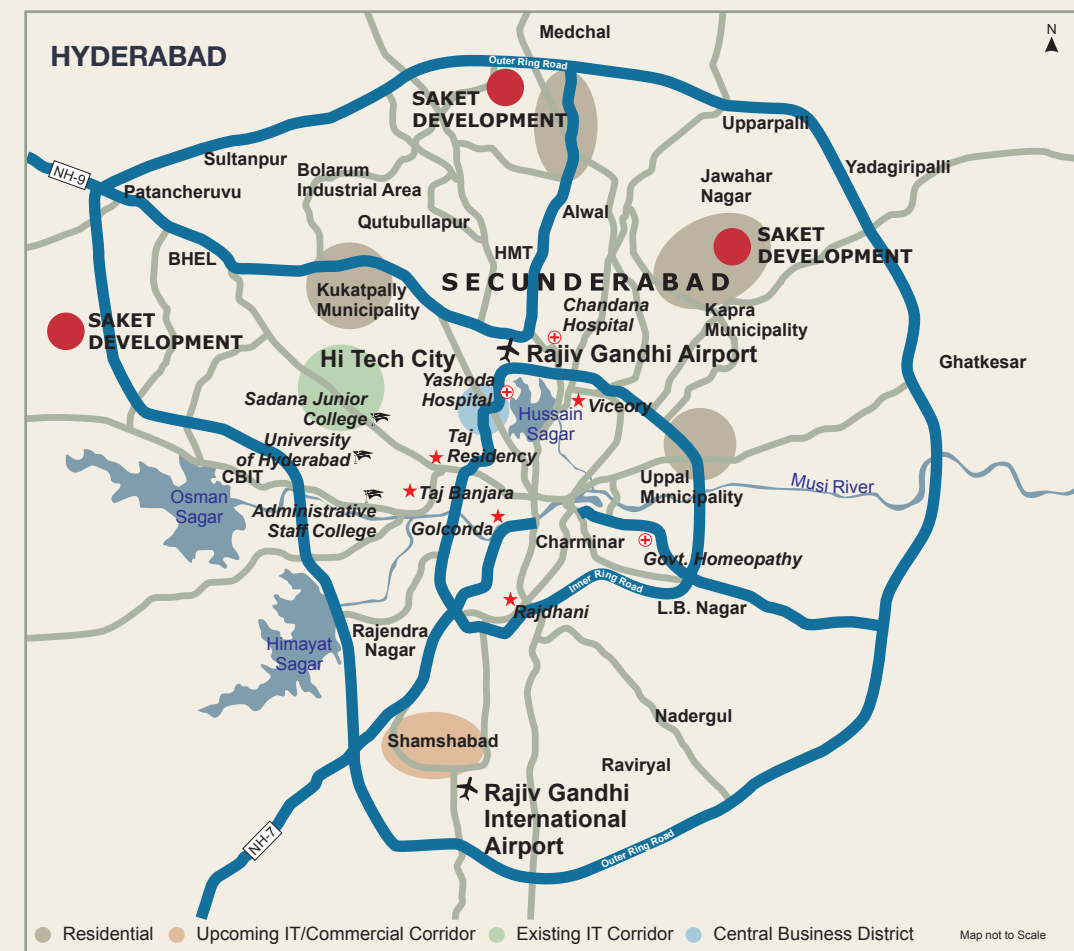 HYDERABAD
N
Medchal
Outer Ring Road
SAKET
DEVELOPMENT
Upparpalli
Sultanpur
Bolarum
Industrial Area
Yadagiripalli
NH-9
Patancheruvu
Jawahar
Nagar
Qutubullapur
Alwal
SAKET
DEVELOPMENT
BHEL
HMT
SECUNDERABAD
Kukatpally
Municipality
Chandana
Hospital
Kapra
Municipality
SAKET
DEVELOPMENT
Hi Tech City
Rajiv Gandhi Airport
Ghatkesar
Yashoda
Hospital
Sadana Junior
College
Hussain
Sagar
Viceory
University
of Hyderabad
Taj
Residency
CBIT
Uppal
Municipality
Musi River
Osman
Sagar
Taj Banjara
Administrative
Staff College
Golconda
Charminar
Govt. Homeopathy
Inner Ring Road
Rajdhani
L.B. Nagar
Rajendra
Nagar
Himayat
Sagar
Nadergul
Shamshabad
Raviryal
Rajiv Gandhi
International
Airport
NH-7
Outer Ring Road
Residential
Upcoming IT/Commercial Corridor
Existing IT Corridor
Central Business District
Map not to Scale